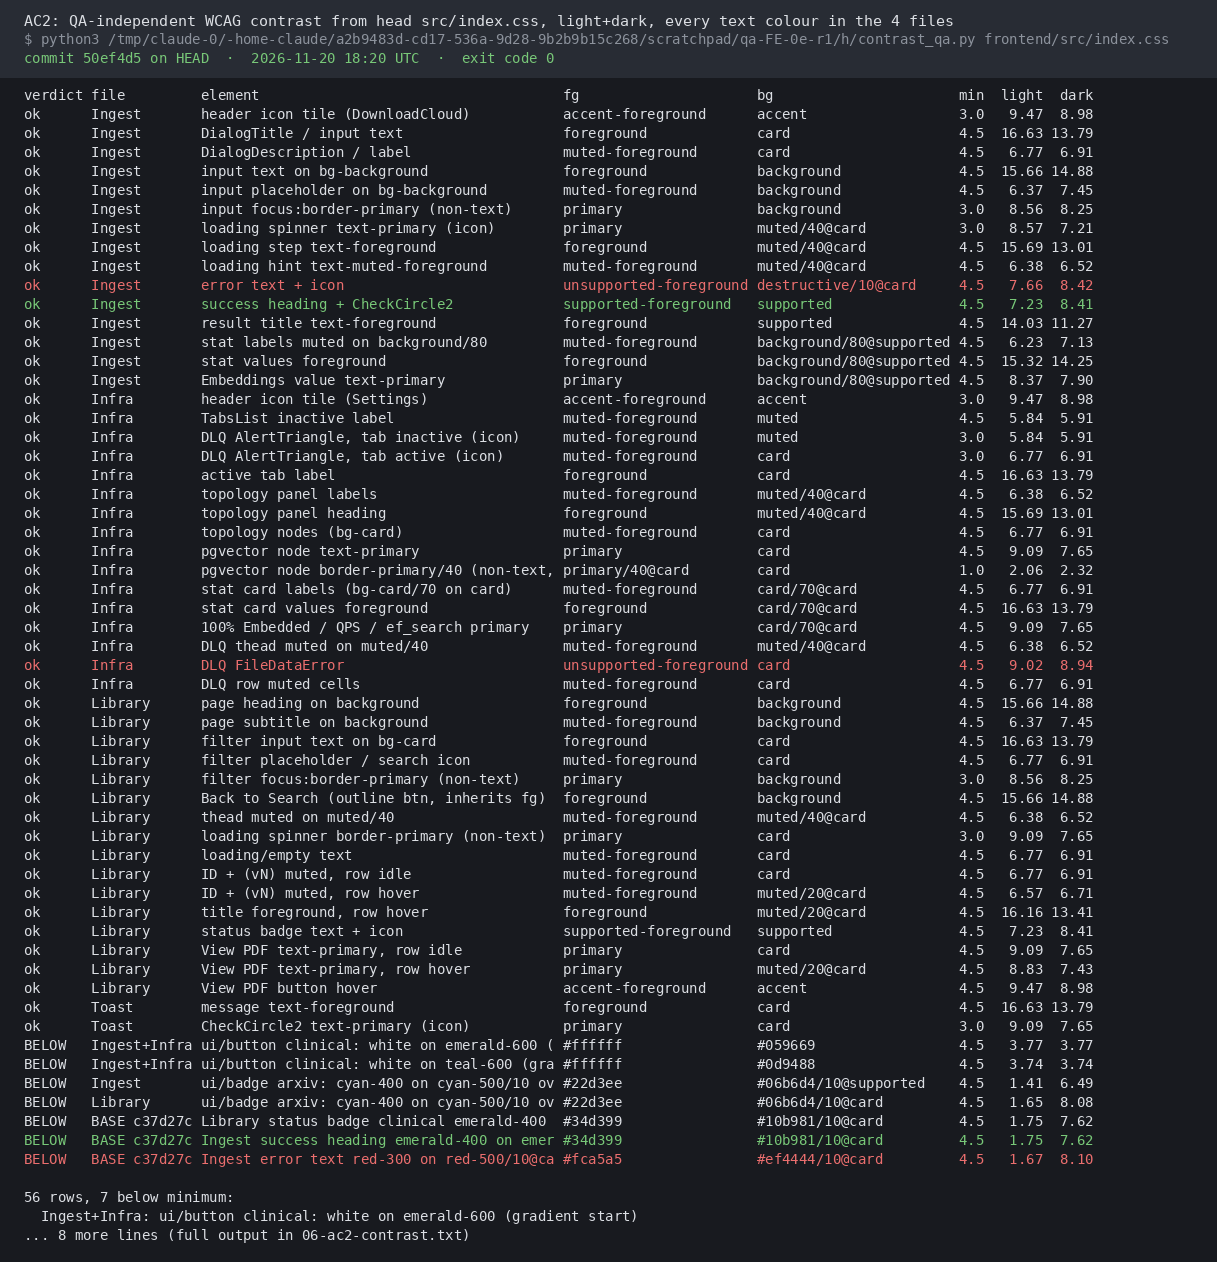 AC2: QA-independent WCAG contrast from head src/index.css, light+dark, every text colour in the 4 files
$ python3 /tmp/claude-0/-home-claude/a2b9483d-cd17-536a-9d28-9b2b9b15c268/scratchpad/qa-FE-0e-r1/h/contrast_qa.py frontend/src/index.css
commit 50ef4d5 on HEAD · 2026-11-20 18:20 UTC · exit code 0
verdict file element fg bg min light dark
ok Ingest header icon tile (DownloadCloud) accent-foreground accent 3.0 9.47 8.98
ok Ingest DialogTitle / input text foreground card 4.5 16.63 13.79
ok Ingest DialogDescription / label muted-foreground card 4.5 6.77 6.91
ok Ingest input text on bg-background foreground background 4.5 15.66 14.88
ok Ingest input placeholder on bg-background muted-foreground background 4.5 6.37 7.45
ok Ingest input focus:border-primary (non-text) primary background 3.0 8.56 8.25
ok Ingest loading spinner text-primary (icon) primary muted/40@card 3.0 8.57 7.21
ok Ingest loading step text-foreground foreground muted/40@card 4.5 15.69 13.01
ok Ingest loading hint text-muted-foreground muted-foreground muted/40@card 4.5 6.38 6.52
ok Ingest error text + icon unsupported-foreground destructive/10@card 4.5 7.66 8.42
ok Ingest success heading + CheckCircle2 supported-foreground supported 4.5 7.23 8.41
ok Ingest result title text-foreground foreground supported 4.5 14.03 11.27
ok Ingest stat labels muted on background/80 muted-foreground background/80@supported 4.5 6.23 7.13
ok Ingest stat values foreground foreground background/80@supported 4.5 15.32 14.25
ok Ingest Embeddings value text-primary primary background/80@supported 4.5 8.37 7.90
ok Infra header icon tile (Settings) accent-foreground accent 3.0 9.47 8.98
ok Infra TabsList inactive label muted-foreground muted 4.5 5.84 5.91
ok Infra DLQ AlertTriangle, tab inactive (icon) muted-foreground muted 3.0 5.84 5.91
ok Infra DLQ AlertTriangle, tab active (icon) muted-foreground card 3.0 6.77 6.91
ok Infra active tab label foreground card 4.5 16.63 13.79
ok Infra topology panel labels muted-foreground muted/40@card 4.5 6.38 6.52
ok Infra topology panel heading foreground muted/40@card 4.5 15.69 13.01
ok Infra topology nodes (bg-card) muted-foreground card 4.5 6.77 6.91
ok Infra pgvector node text-primary primary card 4.5 9.09 7.65
ok Infra pgvector node border-primary/40 (non-text, primary/40@card card 1.0 2.06 2.32
ok Infra stat card labels (bg-card/70 on card) muted-foreground card/70@card 4.5 6.77 6.91
ok Infra stat card values foreground foreground card/70@card 4.5 16.63 13.79
ok Infra 100% Embedded / QPS / ef_search primary primary card/70@card 4.5 9.09 7.65
ok Infra DLQ thead muted on muted/40 muted-foreground muted/40@card 4.5 6.38 6.52
ok Infra DLQ FileDataError unsupported-foreground card 4.5 9.02 8.94
ok Infra DLQ row muted cells muted-foreground card 4.5 6.77 6.91
ok Library page heading on background foreground background 4.5 15.66 14.88
ok Library page subtitle on background muted-foreground background 4.5 6.37 7.45
ok Library filter input text on bg-card foreground card 4.5 16.63 13.79
ok Library filter placeholder / search icon muted-foreground card 4.5 6.77 6.91
ok Library filter focus:border-primary (non-text) primary background 3.0 8.56 8.25
ok Library Back to Search (outline btn, inherits fg) foreground background 4.5 15.66 14.88
ok Library thead muted on muted/40 muted-foreground muted/40@card 4.5 6.38 6.52
ok Library loading spinner border-primary (non-text) primary card 3.0 9.09 7.65
ok Library loading/empty text muted-foreground card 4.5 6.77 6.91
ok Library ID + (vN) muted, row idle muted-foreground card 4.5 6.77 6.91
ok Library ID + (vN) muted, row hover muted-foreground muted/20@card 4.5 6.57 6.71
ok Library title foreground, row hover foreground muted/20@card 4.5 16.16 13.41
ok Library status badge text + icon supported-foreground supported 4.5 7.23 8.41
ok Library View PDF text-primary, row idle primary card 4.5 9.09 7.65
ok Library View PDF text-primary, row hover primary muted/20@card 4.5 8.83 7.43
ok Library View PDF button hover accent-foreground accent 4.5 9.47 8.98
ok Toast message text-foreground foreground card 4.5 16.63 13.79
ok Toast CheckCircle2 text-primary (icon) primary card 3.0 9.09 7.65
BELOW Ingest+Infra ui/button clinical: white on emerald-600 ( #ffffff #059669 4.5 3.77 3.77
BELOW Ingest+Infra ui/button clinical: white on teal-600 (gra #ffffff #0d9488 4.5 3.74 3.74
BELOW Ingest ui/badge arxiv: cyan-400 on cyan-500/10 ov #22d3ee #06b6d4/10@supported 4.5 1.41 6.49
BELOW Library ui/badge arxiv: cyan-400 on cyan-500/10 ov #22d3ee #06b6d4/10@card 4.5 1.65 8.08
BELOW BASE c37d27c Library status badge clinical emerald-400 #34d399 #10b981/10@card 4.5 1.75 7.62
BELOW BASE c37d27c Ingest success heading emerald-400 on emer #34d399 #10b981/10@card 4.5 1.75 7.62
BELOW BASE c37d27c Ingest error text red-300 on red-500/10@ca #fca5a5 #ef4444/10@card 4.5 1.67 8.10
56 rows, 7 below minimum:
Ingest+Infra: ui/button clinical: white on emerald-600 (gradient start)
... 8 more lines (full output in 06-ac2-contrast.txt)